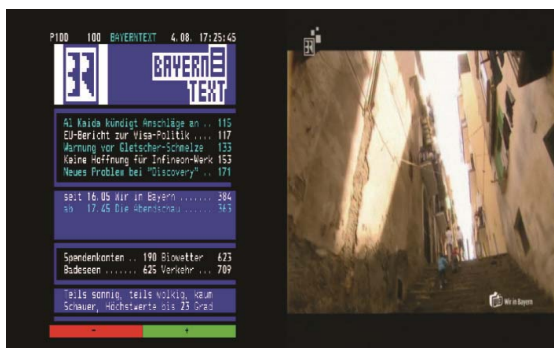 P100 100 BAYERNTEXT 4.08. 17:25:45
BR
BAYERN
TEXT
Al Kaida kündigt Anschläge an .. 115
EU-Bericht zur Visa-Politik .... 117
Warnung vor Gletscher-Schmelze 133
Keine Hoffnung für Infineon-Werk 153
Neues Problem bei "Discovery" .. 171
seit 16.05 Wir in Bayern ....... 384
ab 17.45 Die Abendschau ...... 363
Spendenkonten .. 190 Biowetter 623
Badeseen ....... 625 Verkehr ... 709
Teils sonnig, teils wolkig, kaum
Schauer, Höchstwerte bis 23 Grad
- +
BR
Wir in Bayern